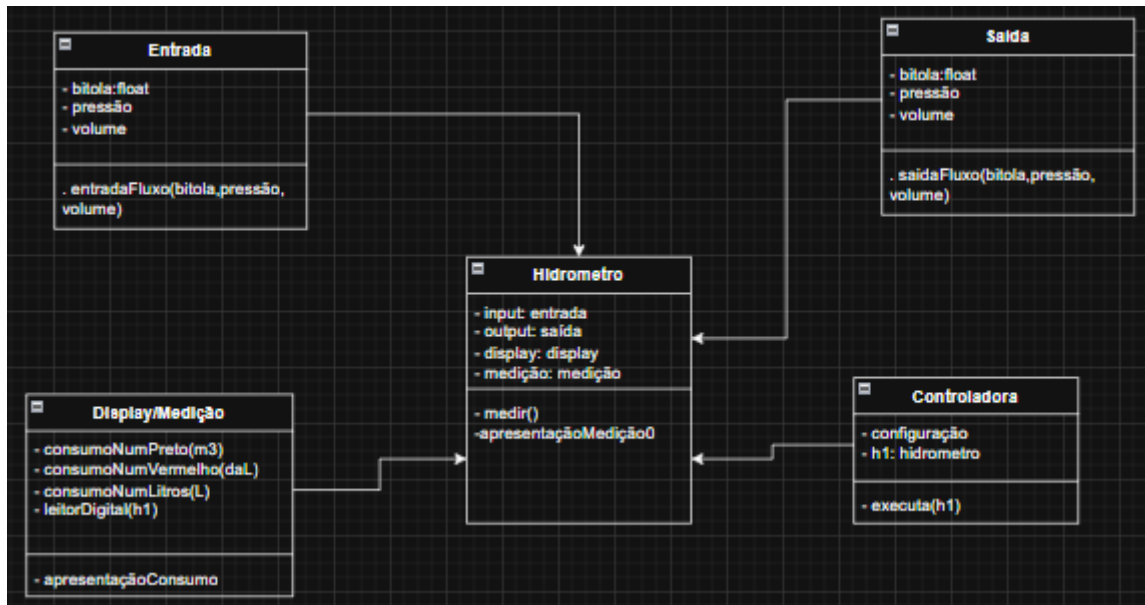 Entrada
- bitola:float
- pressão
- volume
. entradaFluxo(bitola,pressão,
volume)
Saida
- bitola:float
- pressão
- volume
. saidaFluxo(bitola,pressão,
volume)
Hidrometro
- input: entrada
- output: saída
- display: display
- medição: medição
- medir()
-apresentaçãoMedição0
Display/Medição
- consumoNumPreto(m3)
- consumoNumVermelho(daL)
- consumoNumLitros(L)
- leitorDigital(h1)
- apresentaçãoConsumo
Controladora
- configuração
- h1: hidrometro
- executa(h1)